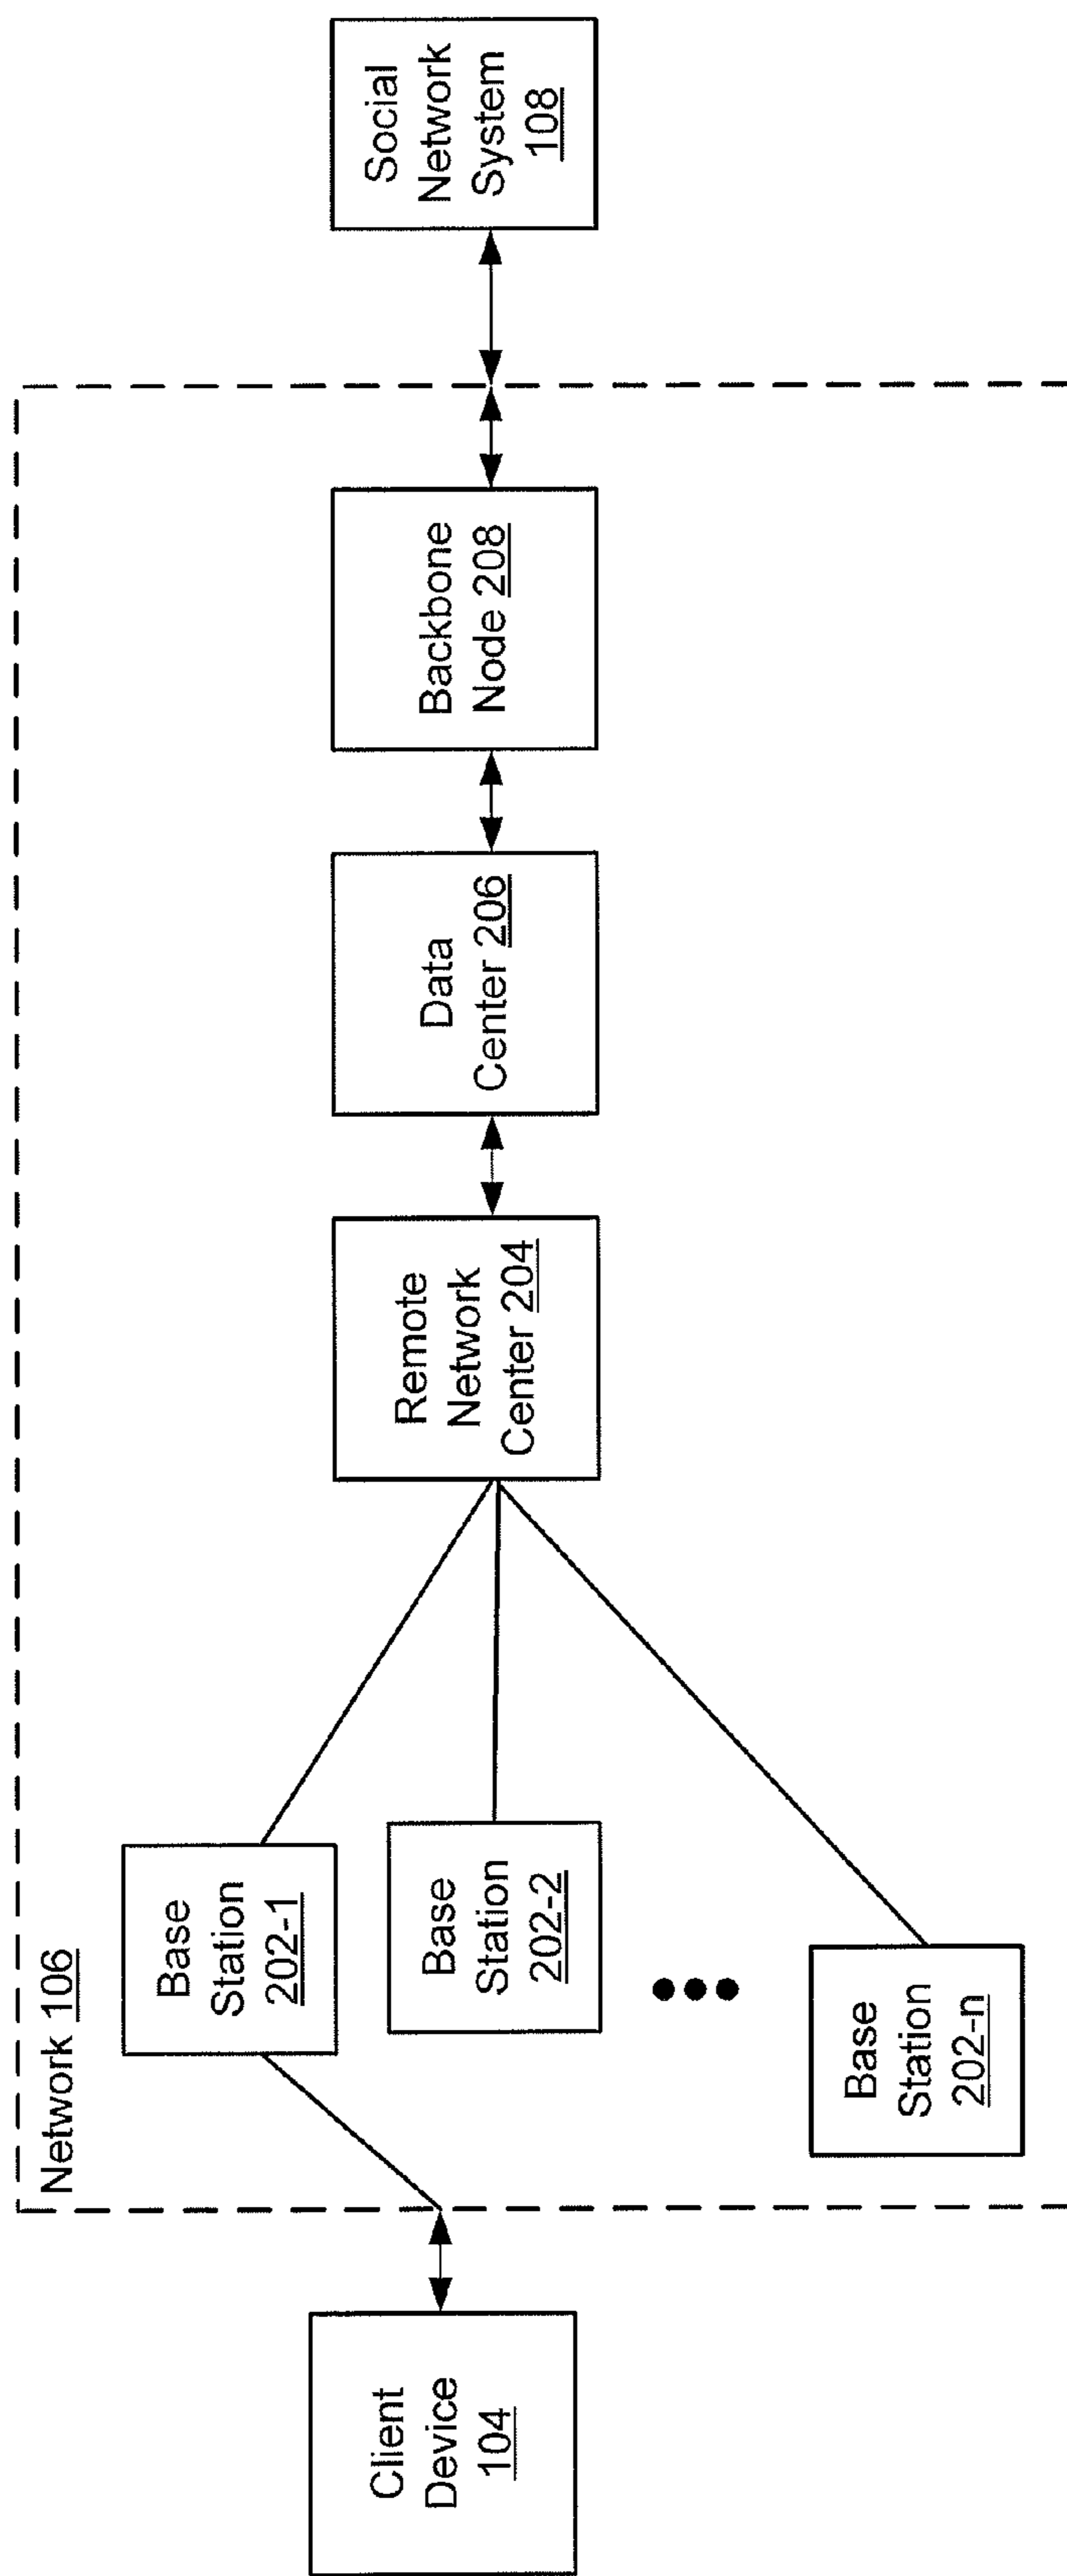 Network 106
Client
Device
104
Base
Station
202-1
Base
Station
202-2
Base
Station
202-n
Remote
Network
Center 204
Data
Center 206
Backbone
Node 208
Social
Network
System
108